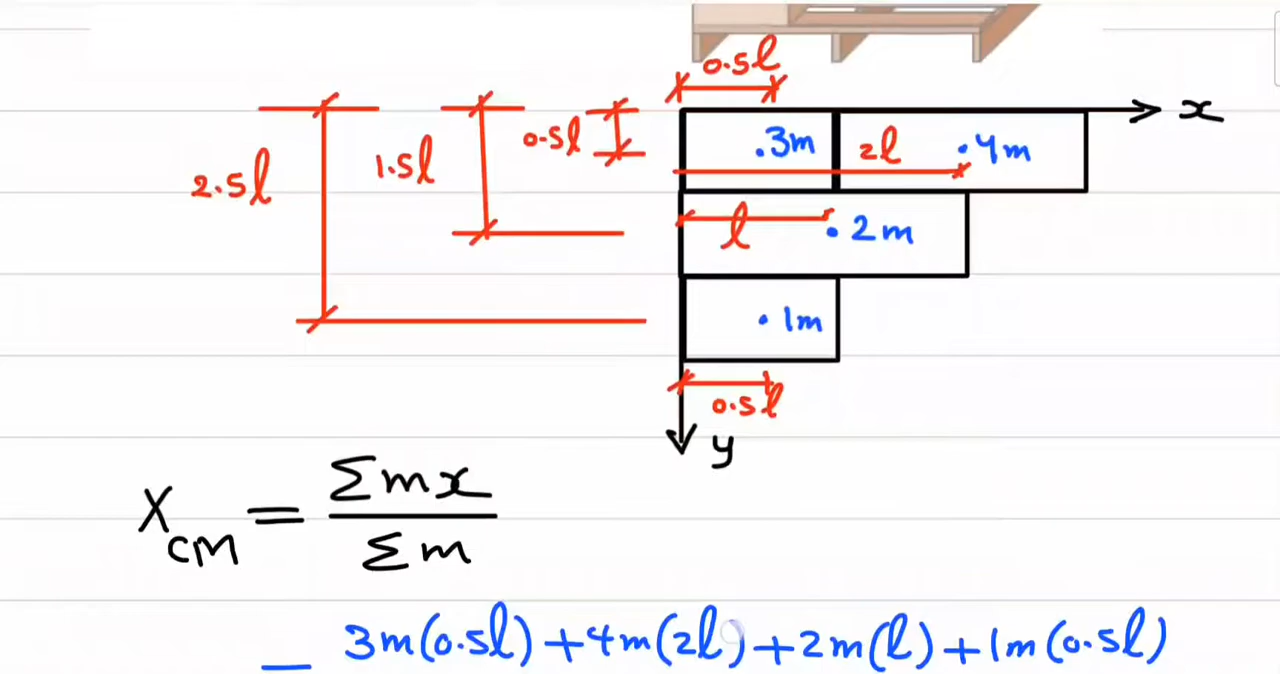 0.5l
x
0.5l
.3m
2l
.4m
1.5l
2.5l
l
.2m
.1m
0.5l
y
X_CM = Σmx / Σm
= 3m(0.5l) + 4m(2l) + 2m(l) + 1m(0.5l)